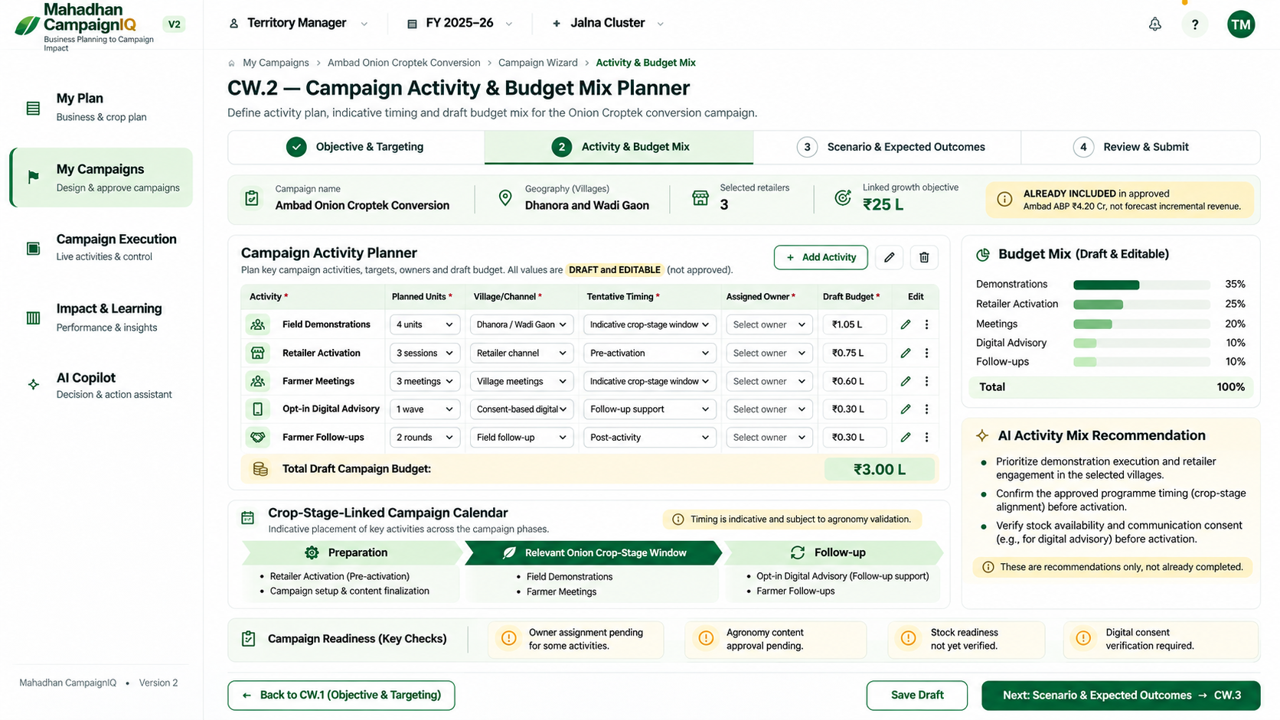 Mahadhan
CampaignIQ
V2
Business Planning to Campaign
Impact
Territory Manager
FY 2025–26
Jalna Cluster
?
TM
My Plan
Business & crop plan
My Campaigns
Design & approve campaigns
Campaign Execution
Live activities & control
Impact & Learning
Performance & insights
AI Copilot
Decision & action assistant
Mahadhan CampaignIQ • Version 2
My Campaigns > Ambad Onion Croptek Conversion > Campaign Wizard > Activity & Budget Mix
CW.2 — Campaign Activity & Budget Mix Planner
Define activity plan, indicative timing and draft budget mix for the Onion Croptek conversion campaign.
Objective & Targeting
2 Activity & Budget Mix
3 Scenario & Expected Outcomes
4 Review & Submit
Campaign name
Ambad Onion Croptek Conversion
Geography (Villages)
Dhanora and Wadi Gaon
Selected retailers
3
Linked growth objective
₹25 L
ALREADY INCLUDED in approved
Ambad ABP ₹4.20 Cr, not forecast incremental revenue.
Campaign Activity Planner
Plan key campaign activities, targets, owners and draft budget. All values are DRAFT and EDITABLE (not approved).
+ Add Activity
Activity * Planned Units * Village/Channel * Tentative Timing * Assigned Owner * Draft Budget * Edit
Field Demonstrations 4 units Dhanora / Wadi Gaon Indicative crop-stage window Select owner ₹1.05 L
Retailer Activation 3 sessions Retailer channel Pre-activation Select owner ₹0.75 L
Farmer Meetings 3 meetings Village meetings Indicative crop-stage window Select owner ₹0.60 L
Opt-in Digital Advisory 1 wave Consent-based digital Follow-up support Select owner ₹0.30 L
Farmer Follow-ups 2 rounds Field follow-up Post-activity Select owner ₹0.30 L
Total Draft Campaign Budget: ₹3.00 L
Crop-Stage-Linked Campaign Calendar
Indicative placement of key activities across the campaign phases.
Timing is indicative and subject to agronomy validation.
Preparation
• Retailer Activation (Pre-activation)
• Campaign setup & content finalization
Relevant Onion Crop-Stage Window
• Field Demonstrations
• Farmer Meetings
Follow-up
• Opt-in Digital Advisory (Follow-up support)
• Farmer Follow-ups
Budget Mix (Draft & Editable)
Demonstrations 35%
Retailer Activation 25%
Meetings 20%
Digital Advisory 10%
Follow-ups 10%
Total 100%
AI Activity Mix Recommendation
• Prioritize demonstration execution and retailer
engagement in the selected villages.
• Confirm the approved programme timing (crop-stage
alignment) before activation.
• Verify stock availability and communication consent
(e.g., for digital advisory) before activation.
These are recommendations only, not already completed.
Campaign Readiness (Key Checks)
Owner assignment pending
for some activities.
Agronomy content
approval pending.
Stock readiness
not yet verified.
Digital consent
verification required.
← Back to CW.1 (Objective & Targeting)
Save Draft
Next: Scenario & Expected Outcomes → CW.3